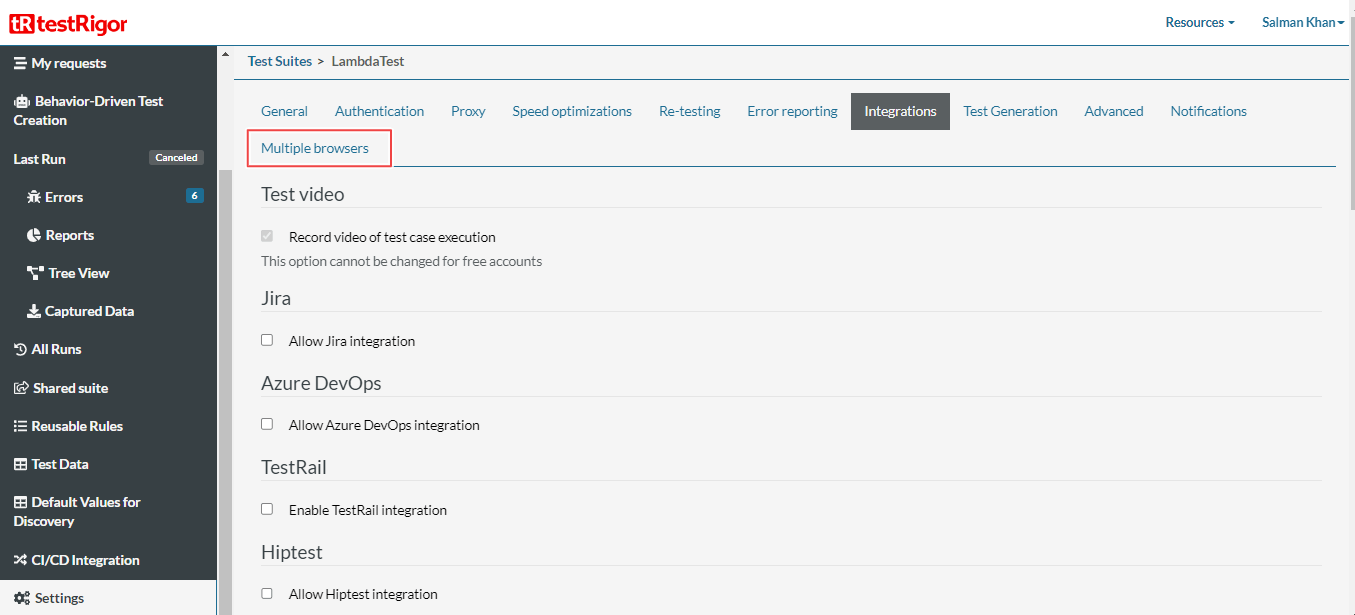 tR testRigor
Resources
Salman Khan
My requests
Behavior-Driven Test
Creation
Last Run
Canceled
Errors
6
Reports
Tree View
Captured Data
All Runs
Shared suite
Reusable Rules
Test Data
Default Values for
Discovery
CI/CD Integration
Settings
Test Suites > LambdaTest
General
Authentication
Proxy
Speed optimizations
Re-testing
Error reporting
Integrations
Test Generation
Advanced
Notifications
Multiple browsers
Test video
Record video of test case execution
This option cannot be changed for free accounts
Jira
Allow Jira integration
Azure DevOps
Allow Azure DevOps integration
TestRail
Enable TestRail integration
Hiptest
Allow Hiptest integration